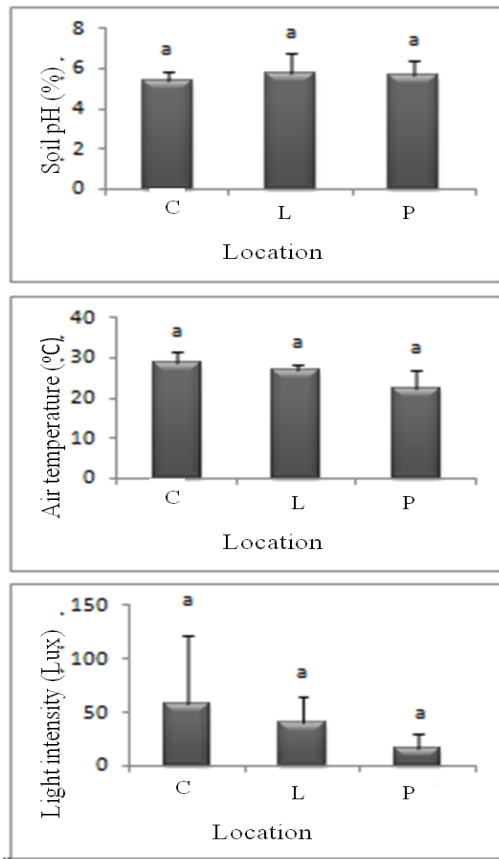 Soil pH (%)
8
6
4
2
0
a
a
a
C
L
P
Location
Air temperature (°C)
40
30
20
10
0
a
a
a
C
L
P
Location
Light intensity (Lux)
150
100
50
0
a
a
a
C
L
P
Location